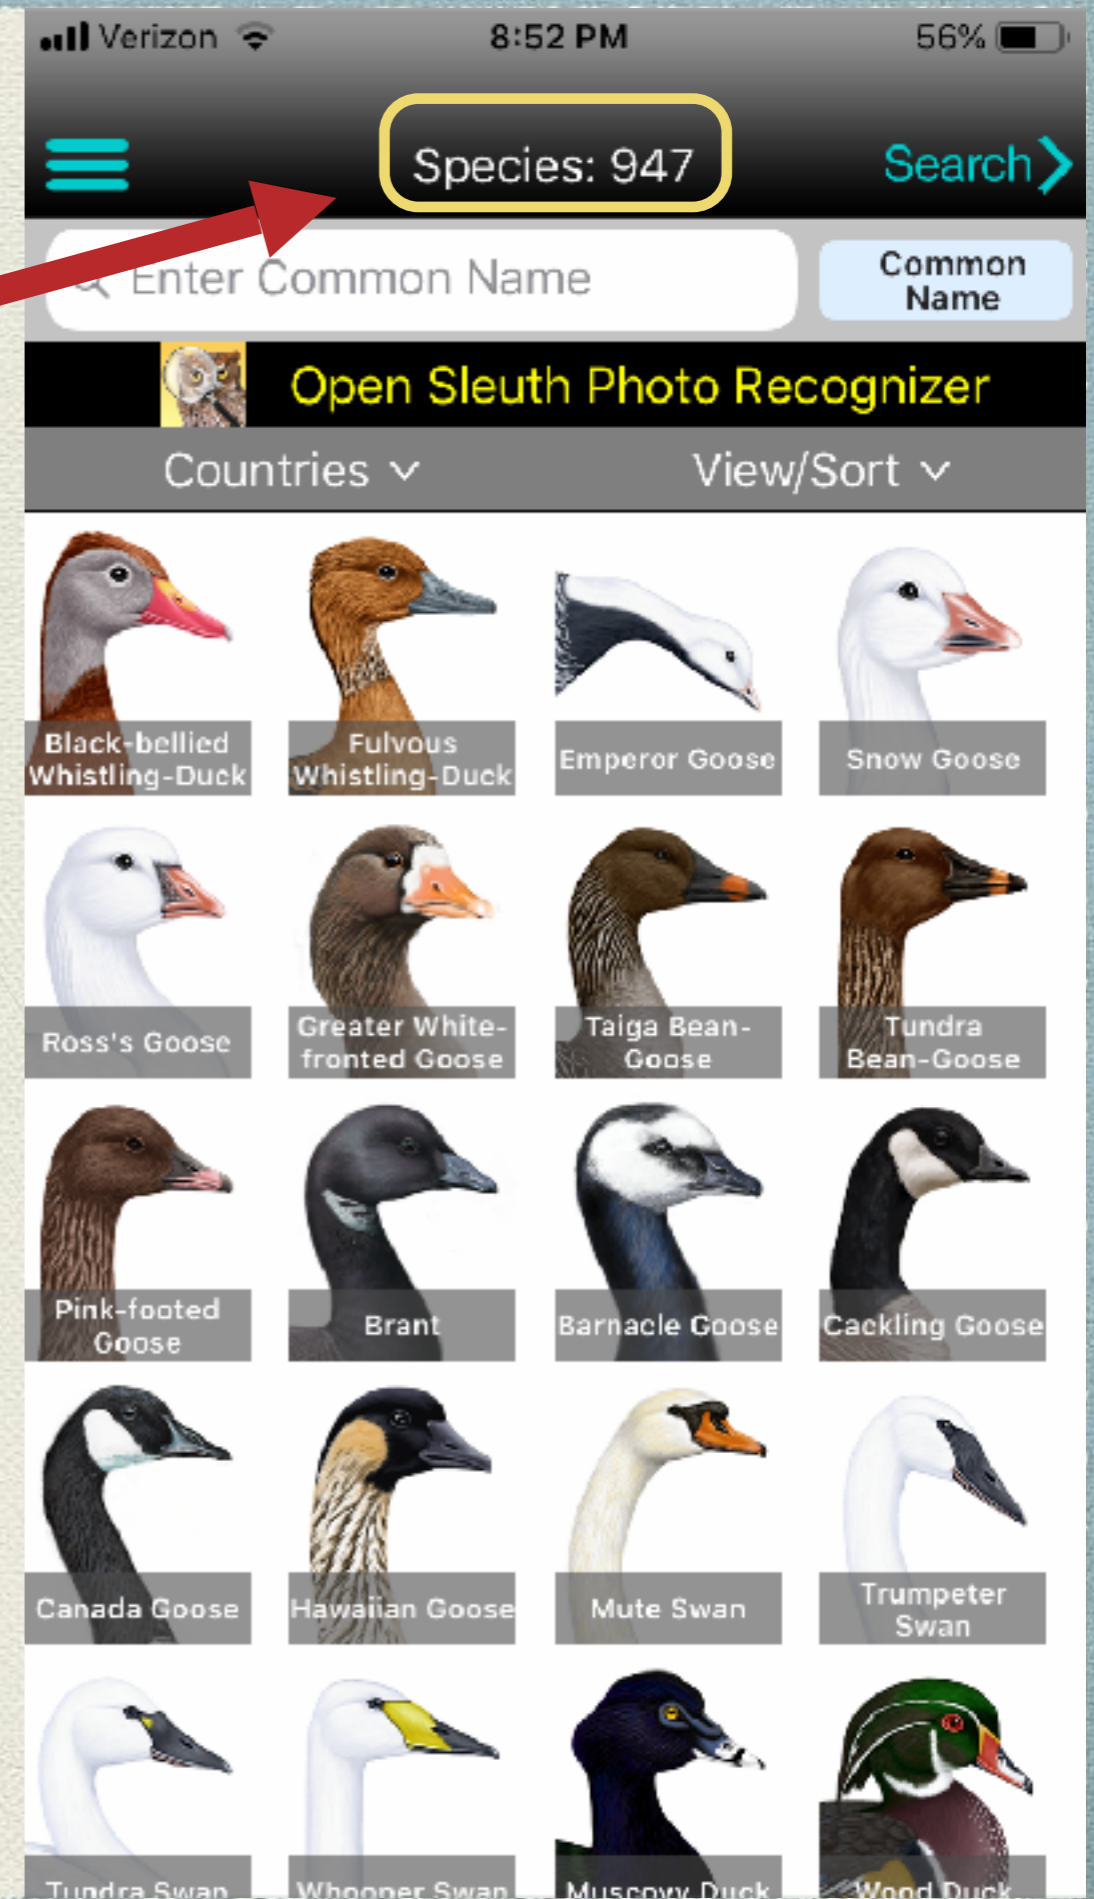 Verizon 8:52 PM 56%
Species: 947 Search
Enter Common Name
Common
Name
Open Sleuth Photo Recognizer
Countries View/Sort
Black-bellied
Whistling-Duck
Fulvous
Whistling-Duck
Emperor Goose
Snow Goose
Ross's Goose
Greater White-
fronted Goose
Taiga Bean-
Goose
Tundra
Bean-Goose
Pink-footed
Goose
Brant
Barnacle Goose
Cackling Goose
Canada Goose
Hawaiian Goose
Mute Swan
Trumpeter
Swan
Tundra Swan
Whooper Swan
Muscovy Duck
Wood Duck